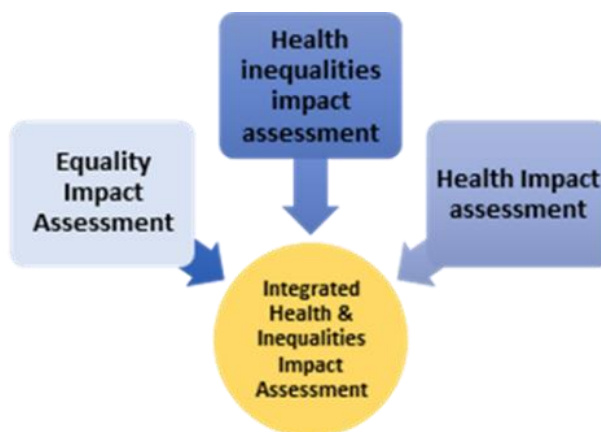 Health
inequalities
impact
assessment
Equality
Impact
Assessment
Health Impact
assessment
Integrated
Health &
Inequalities
Impact
Assessment